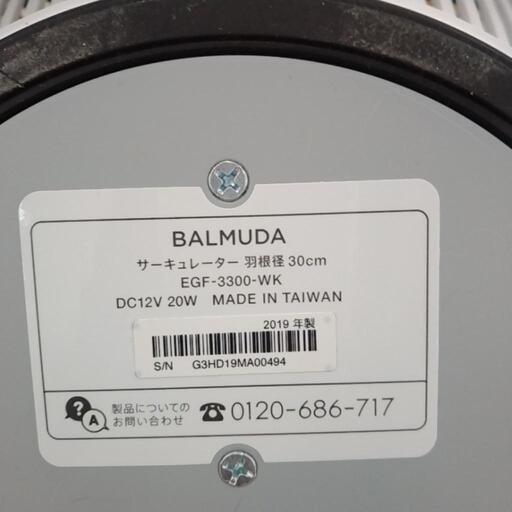 BALMUDA
サーキュレーター 羽根径 30cm
EGF-3300-WK
DC12V 20W MADE IN TAIWAN
2019 年製
S/N G3HD19MA00494
? A
製品についての
お問い合わせ
☎ 0120-686-717